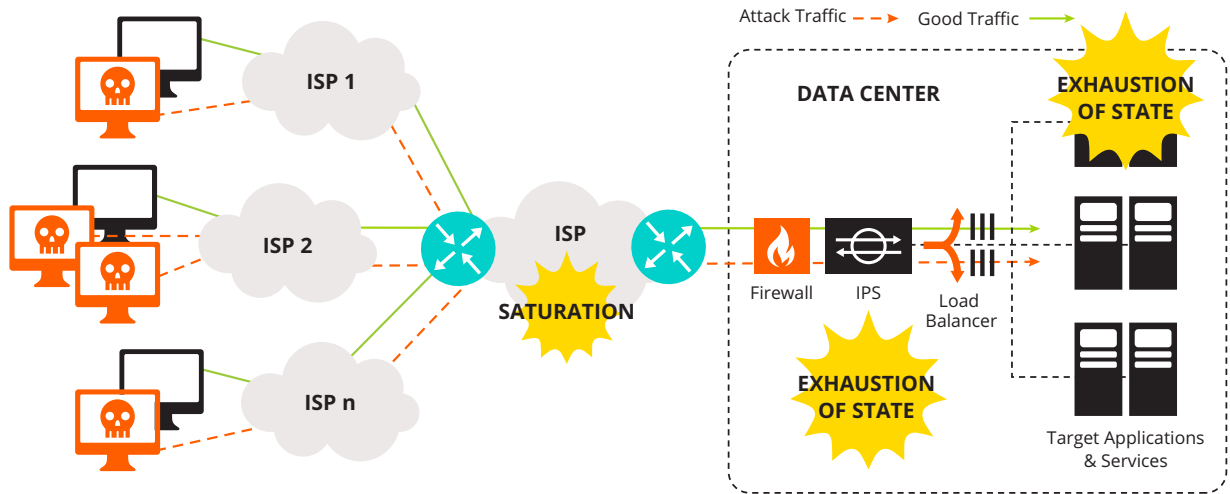 Attack Traffic
Good Traffic
ISP 1
DATA CENTER
EXHAUSTION
OF STATE
ISP 2
ISP
SATURATION
Firewall
IPS
Load
Balancer
EXHAUSTION
OF STATE
ISP n
Target Applications
& Services